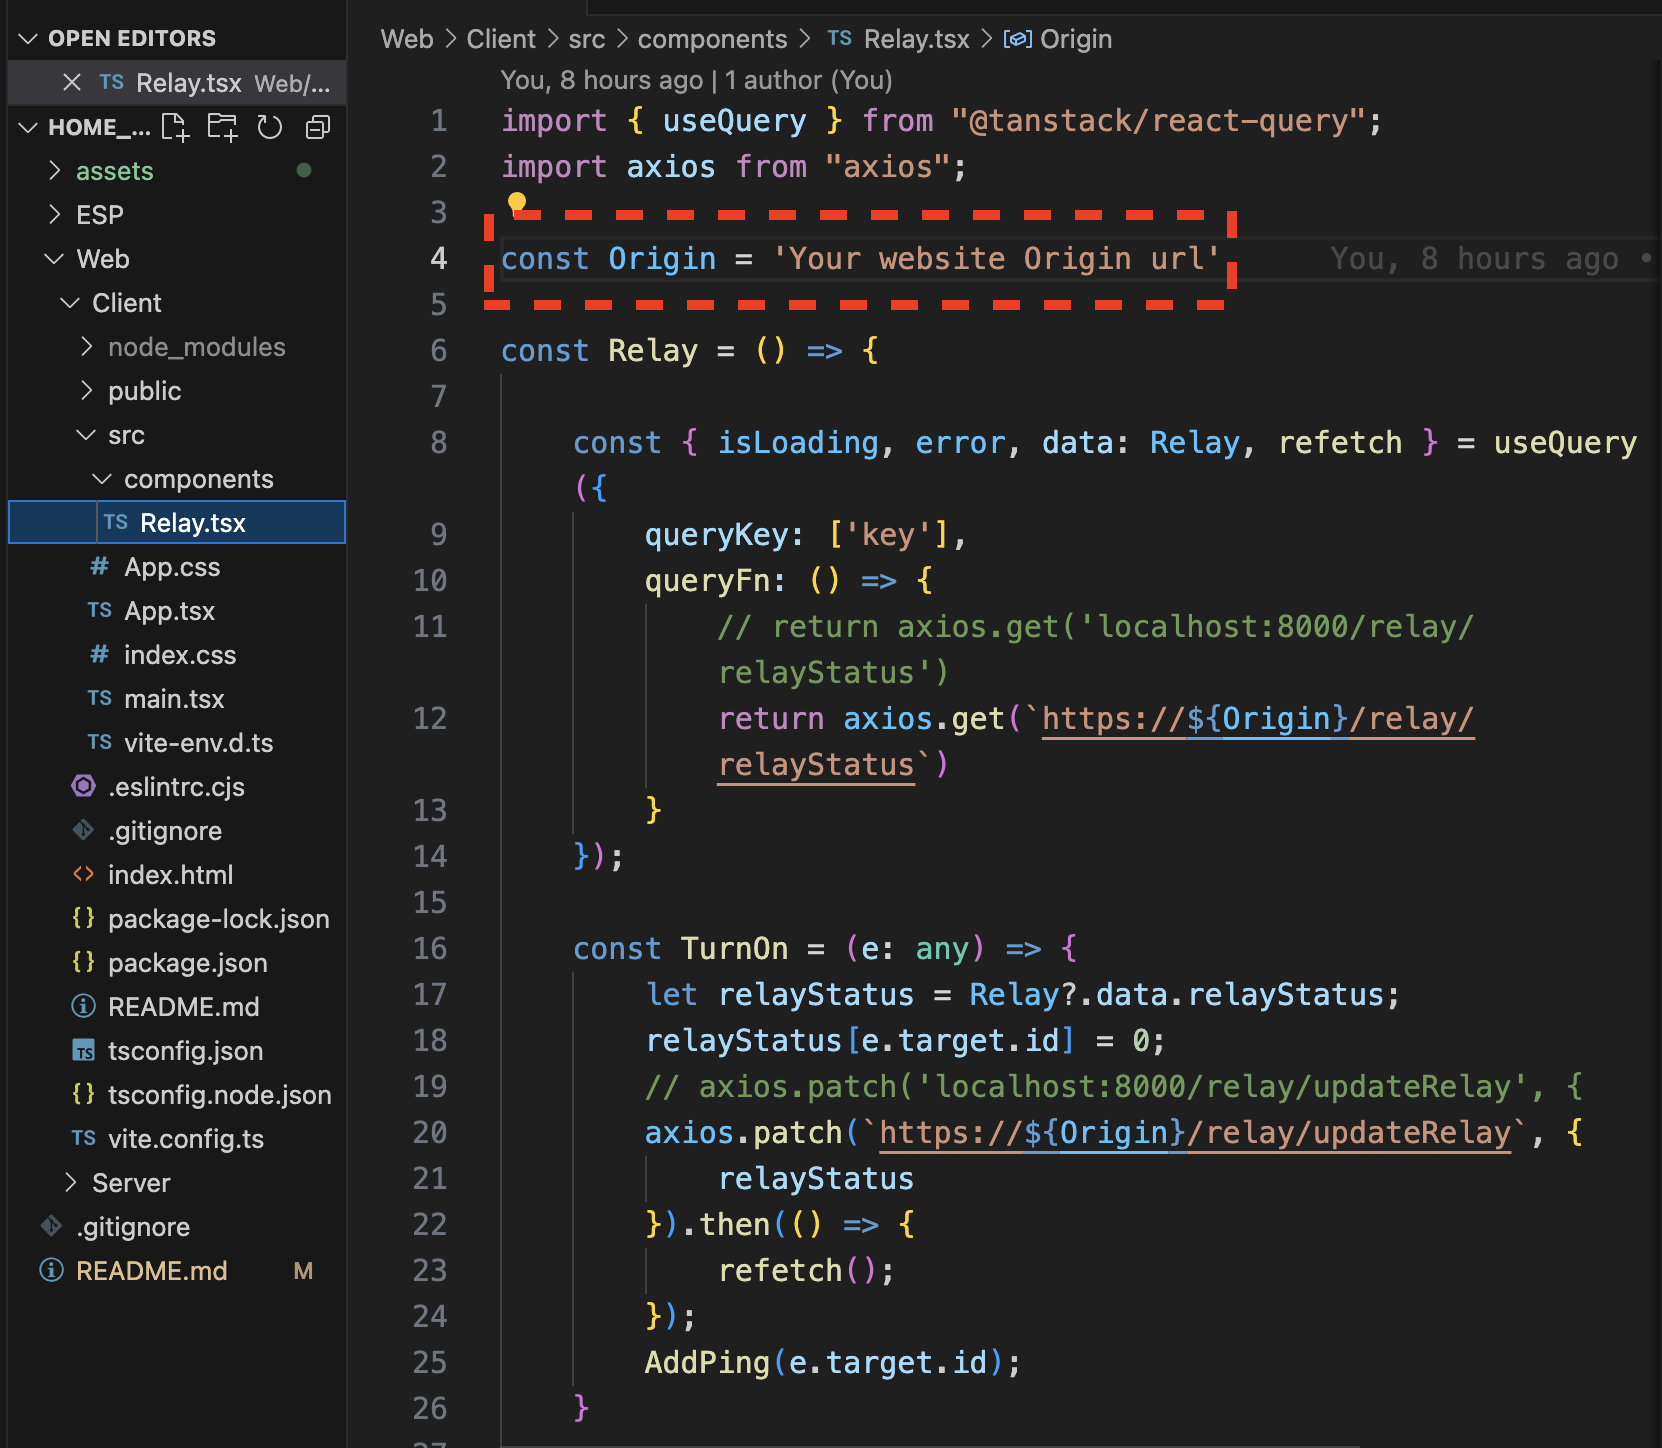 OPEN EDITORS
TS Relay.tsx Web/...
HOME_...
assets
ESP
Web
Client
node_modules
public
src
components
TS Relay.tsx
# App.css
TS App.tsx
# index.css
TS main.tsx
TS vite-env.d.ts
.eslintrc.cjs
.gitignore
<> index.html
{} package-lock.json
{} package.json
README.md
TS tsconfig.json
{} tsconfig.node.json
TS vite.config.ts
Server
.gitignore
README.md M
Web > Client > src > components > TS Relay.tsx > Origin
You, 8 hours ago | 1 author (You)
1 import { useQuery } from "@tanstack/react-query";
2 import axios from "axios";
3
4 const Origin = 'Your website Origin url' You, 8 hours ago •
5
6 const Relay = () => {
7
8 const { isLoading, error, data: Relay, refetch } = useQuery
({
9 queryKey: ['key'],
10 queryFn: () => {
11 // return axios.get('localhost:8000/relay/
relayStatus')
12 return axios.get(`https://${Origin}/relay/
relayStatus`)
13 }
14 });
15
16 const TurnOn = (e: any) => {
17 let relayStatus = Relay?.data.relayStatus;
18 relayStatus[e.target.id] = 0;
19 // axios.patch('localhost:8000/relay/updateRelay', {
20 axios.patch(`https://${Origin}/relay/updateRelay`, {
21 relayStatus
22 }).then(() => {
23 refetch();
24 });
25 AddPing(e.target.id);
26 }